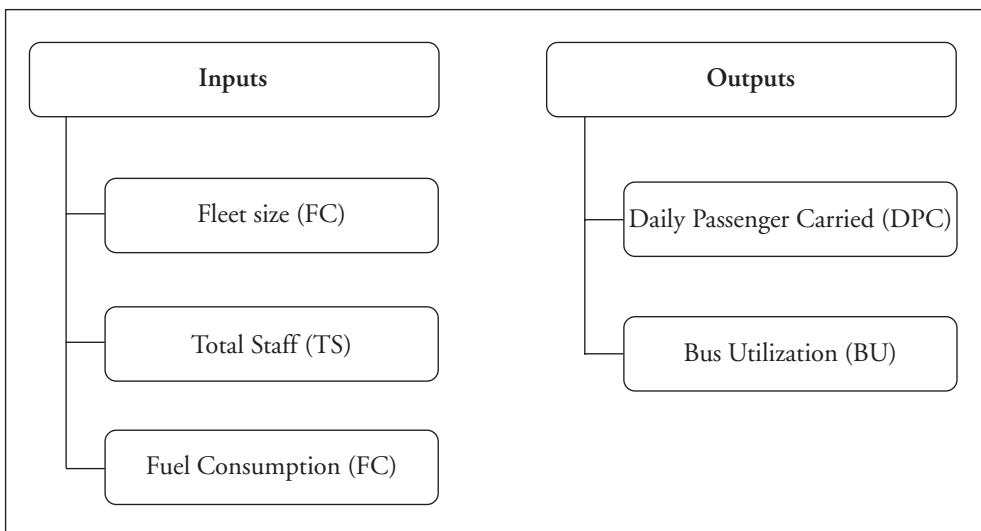 Inputs
Fleet size (FC)
Total Staff (TS)
Fuel Consumption (FC)
Outputs
Daily Passenger Carried (DPC)
Bus Utilization (BU)